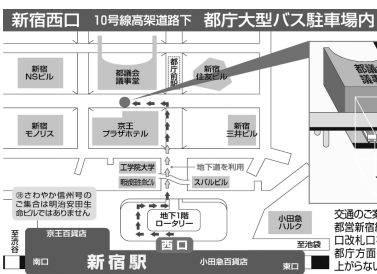 新宿西口 10号線高架道路下 都庁大型バス駐車場内
新宿
NSビル
都議会
議事堂
都庁前駅
新宿
住友ビル
新宿
モノリス
京王
プラザホテル
新宿
三井ビル
工学院大学
地下道を利用
明治安田生命ビル
スバルビル
※さわやか信州号の
ご集合は明治安田生
命ビルではありません
地下1階
ロータリー
小田急
ハルク
至渋谷
京王百貨店
西口
至池袋
南口
新宿駅
小田急百貨店
東口
都議
議事
交通のご案
都営新宿
口改札口
都庁方面
上がらない